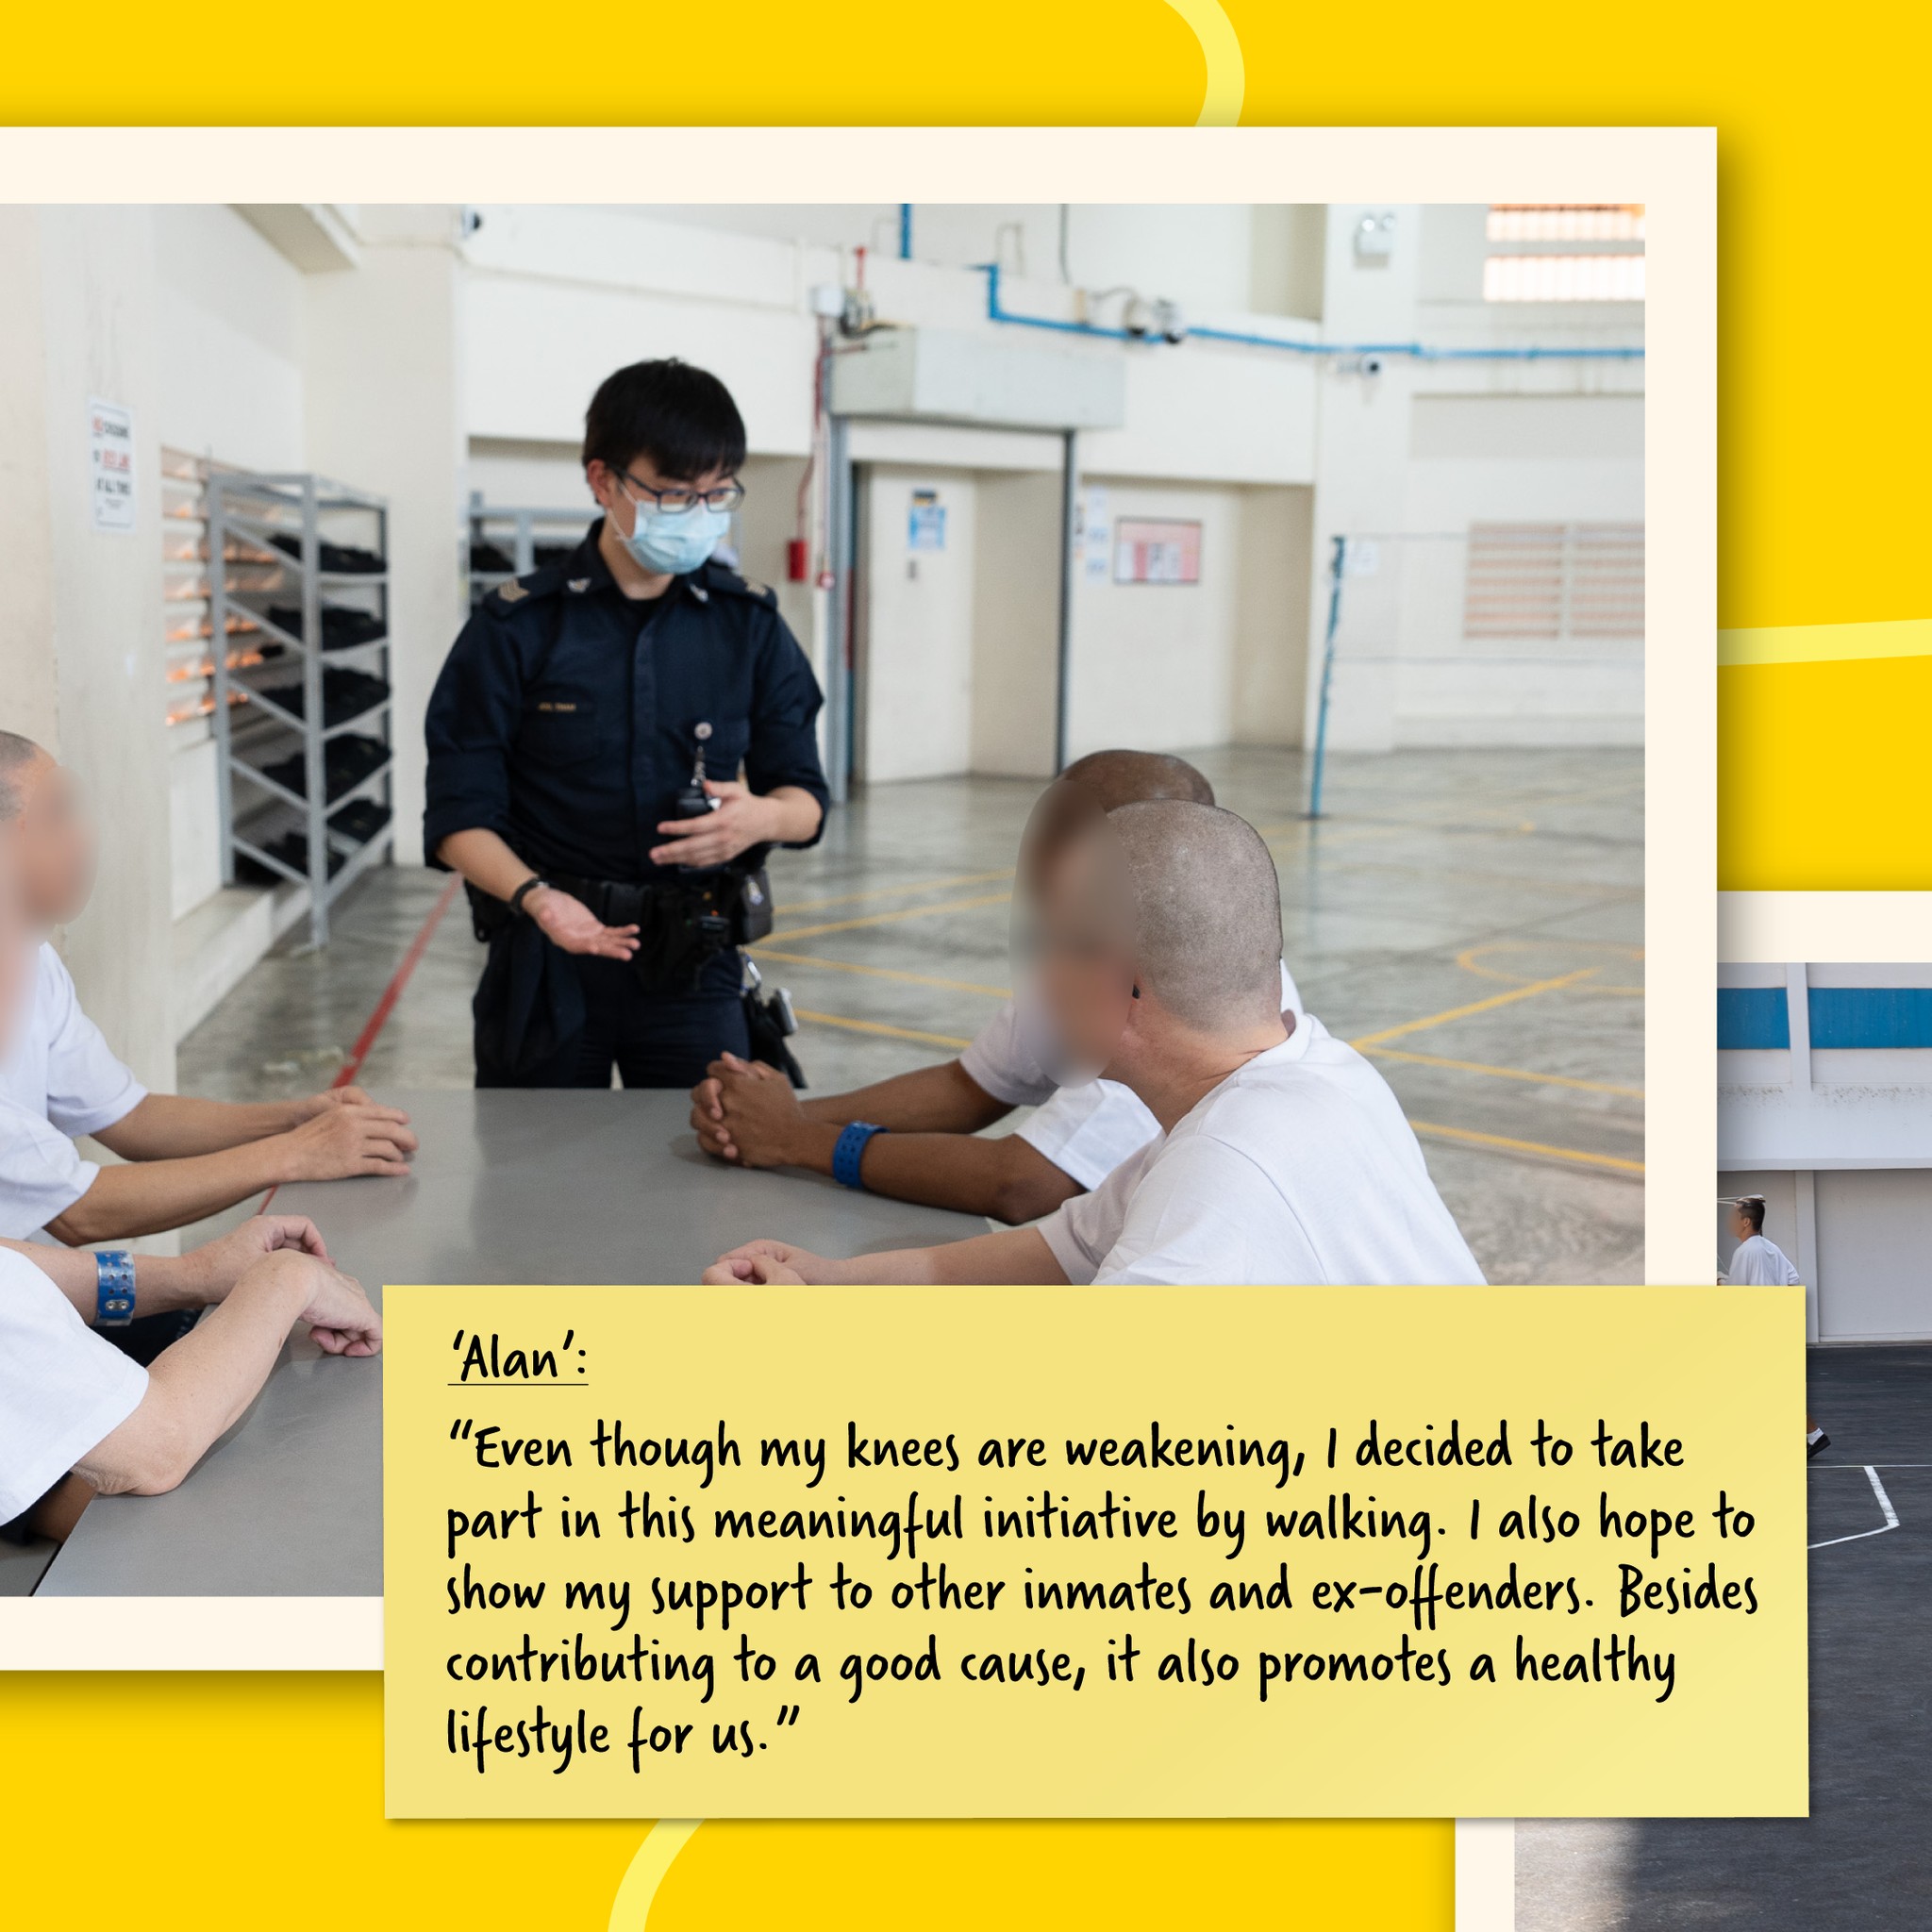 ‘Alan’:
“Even though my knees are weakening, I decided to take
part in this meaningful initiative by walking. I also hope to
show my support to other inmates and ex-offenders. Besides
contributing to a good cause, it also promotes a healthy
lifestyle for us.”